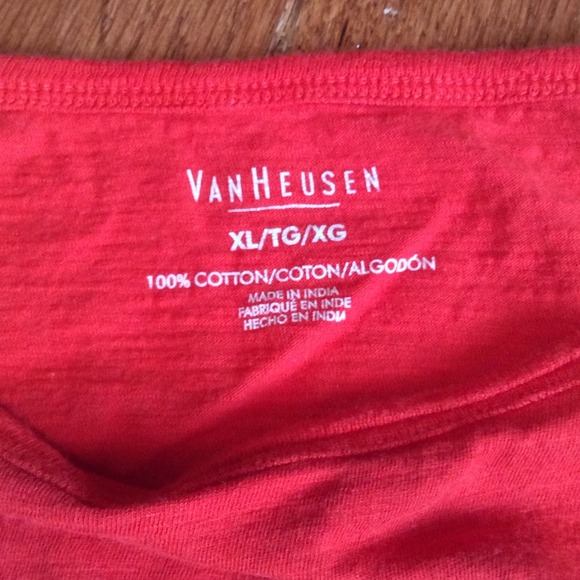 VANHEUSEN
XL/TG/XG
100% COTTON/COTON/ALGODÓN
MADE IN INDIA
FABRIQUÉ EN INDE
HECHO EN INDIA